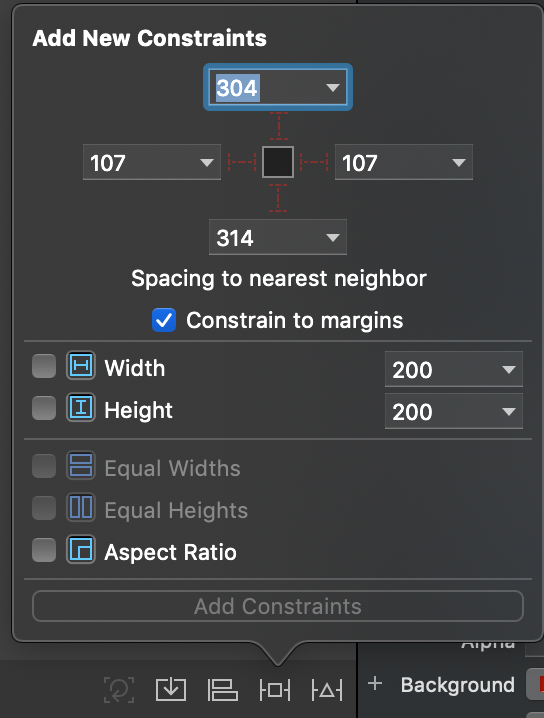 Add New Constraints
304
107 107
314
Spacing to nearest neighbor
Constrain to margins
Width 200
Height 200
Equal Widths
Equal Heights
Aspect Ratio
Add Constraints
Alpha
+ Background